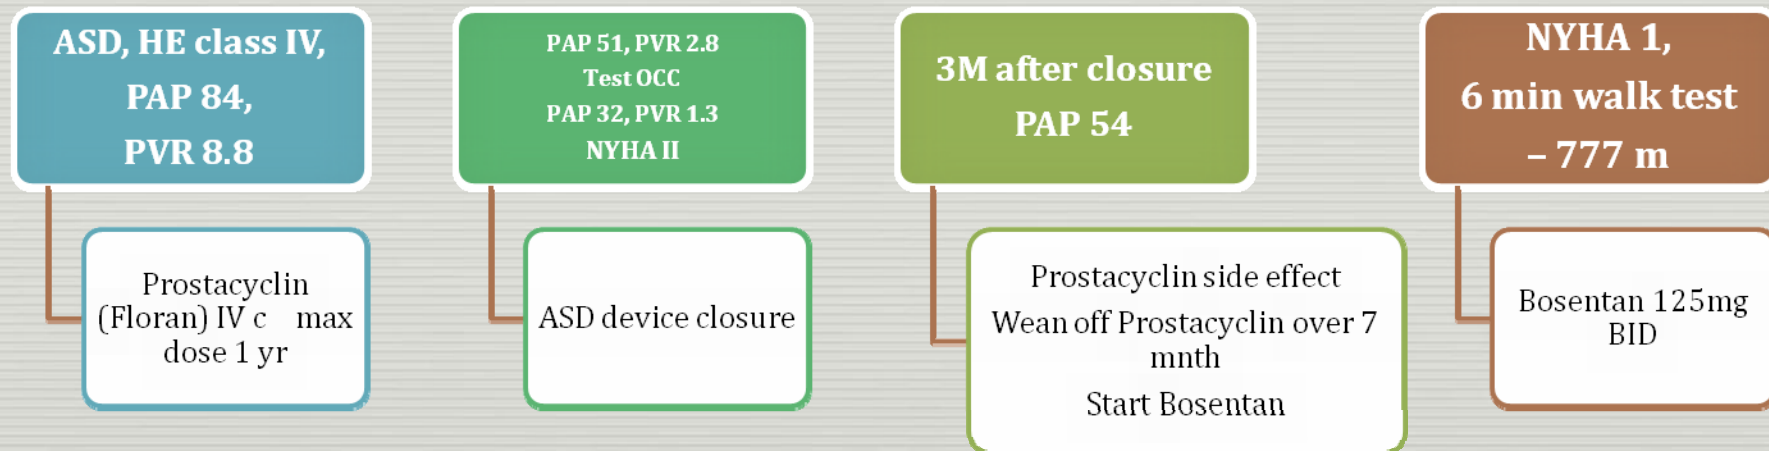 ASD, HE class IV,
PAP 84,
PVR 8.8
Prostacyclin
(Floran) IV c max
dose 1 yr
PAP 51, PVR 2.8
Test OCC
PAP 32, PVR 1.3
NYHA II
ASD device closure
3M after closure
PAP 54
Prostacyclin side effect
Wean off Prostacyclin over 7
mnth
Start Bosentan
NYHA 1,
6 min walk test
– 777 m
Bosentan 125mg
BID